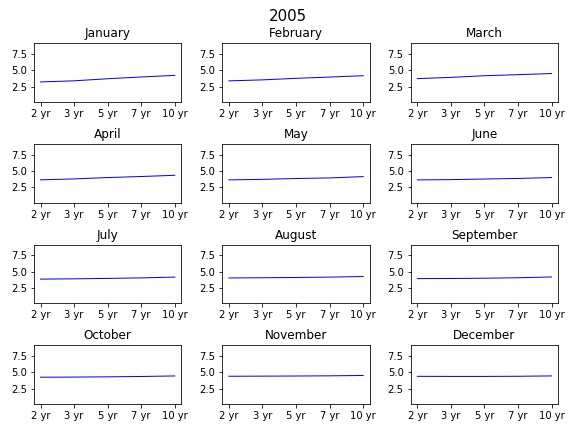 2005
January February March
7.5 7.5 7.5
5.0 5.0 5.0
2.5 2.5 2.5
2 yr 3 yr 5 yr 7 yr 10 yr 2 yr 3 yr 5 yr 7 yr 10 yr 2 yr 3 yr 5 yr 7 yr 10 yr
April May June
7.5 7.5 7.5
5.0 5.0 5.0
2.5 2.5 2.5
2 yr 3 yr 5 yr 7 yr 10 yr 2 yr 3 yr 5 yr 7 yr 10 yr 2 yr 3 yr 5 yr 7 yr 10 yr
July August September
7.5 7.5 7.5
5.0 5.0 5.0
2.5 2.5 2.5
2 yr 3 yr 5 yr 7 yr 10 yr 2 yr 3 yr 5 yr 7 yr 10 yr 2 yr 3 yr 5 yr 7 yr 10 yr
October November December
7.5 7.5 7.5
5.0 5.0 5.0
2.5 2.5 2.5
2 yr 3 yr 5 yr 7 yr 10 yr 2 yr 3 yr 5 yr 7 yr 10 yr 2 yr 3 yr 5 yr 7 yr 10 yr